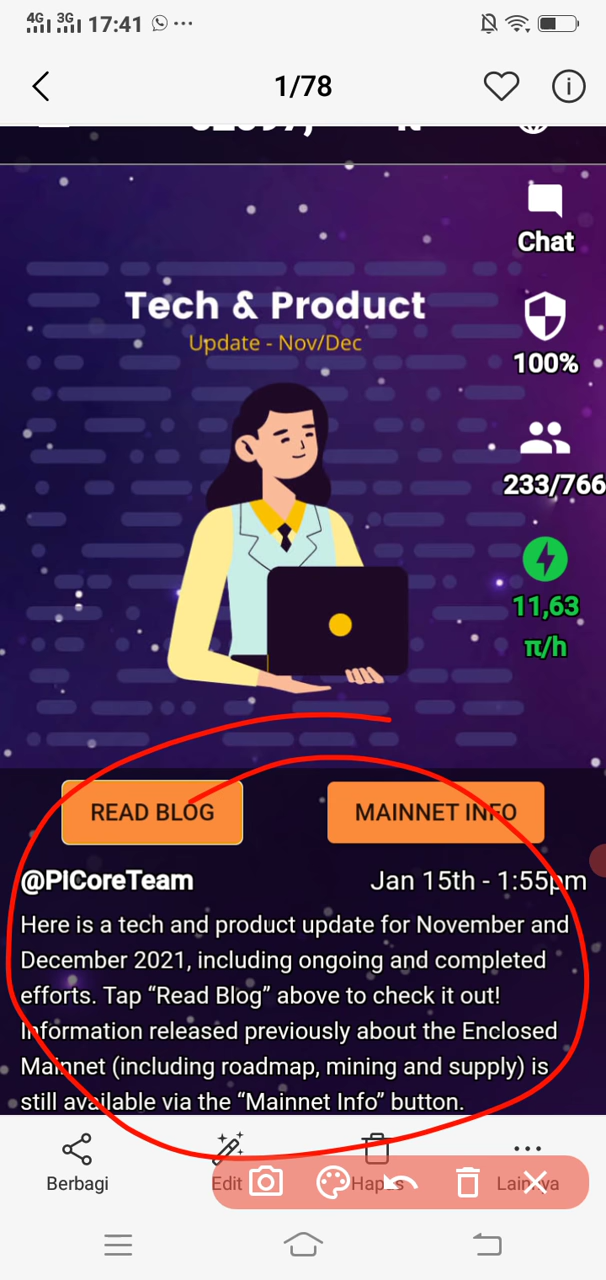 4G 3G 17:41
1/78
Chat
Tech & Product
Update - Nov/Dec
100%
233/766
11,63
π/h
READ BLOG MAINNET INFO
@PICoreTeam Jan 15th - 1:55pm
Here is a tech and product update for November and
December 2021, including ongoing and completed
efforts. Tap “Read Blog” above to check it out!
Information released previously about the Enclosed
Mainnet (including roadmap, mining and supply) is
still available via the “Mainnet Info” button.
Berbagi Edit Hapus Lainnya